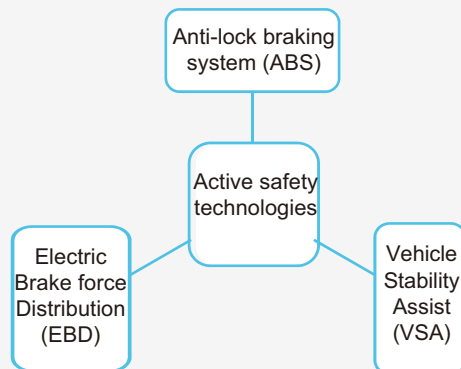 Anti-lock braking
system (ABS)
Active safety
technologies
Electric
Brake force
Distribution
(EBD)
Vehicle
Stability
Assist
(VSA)